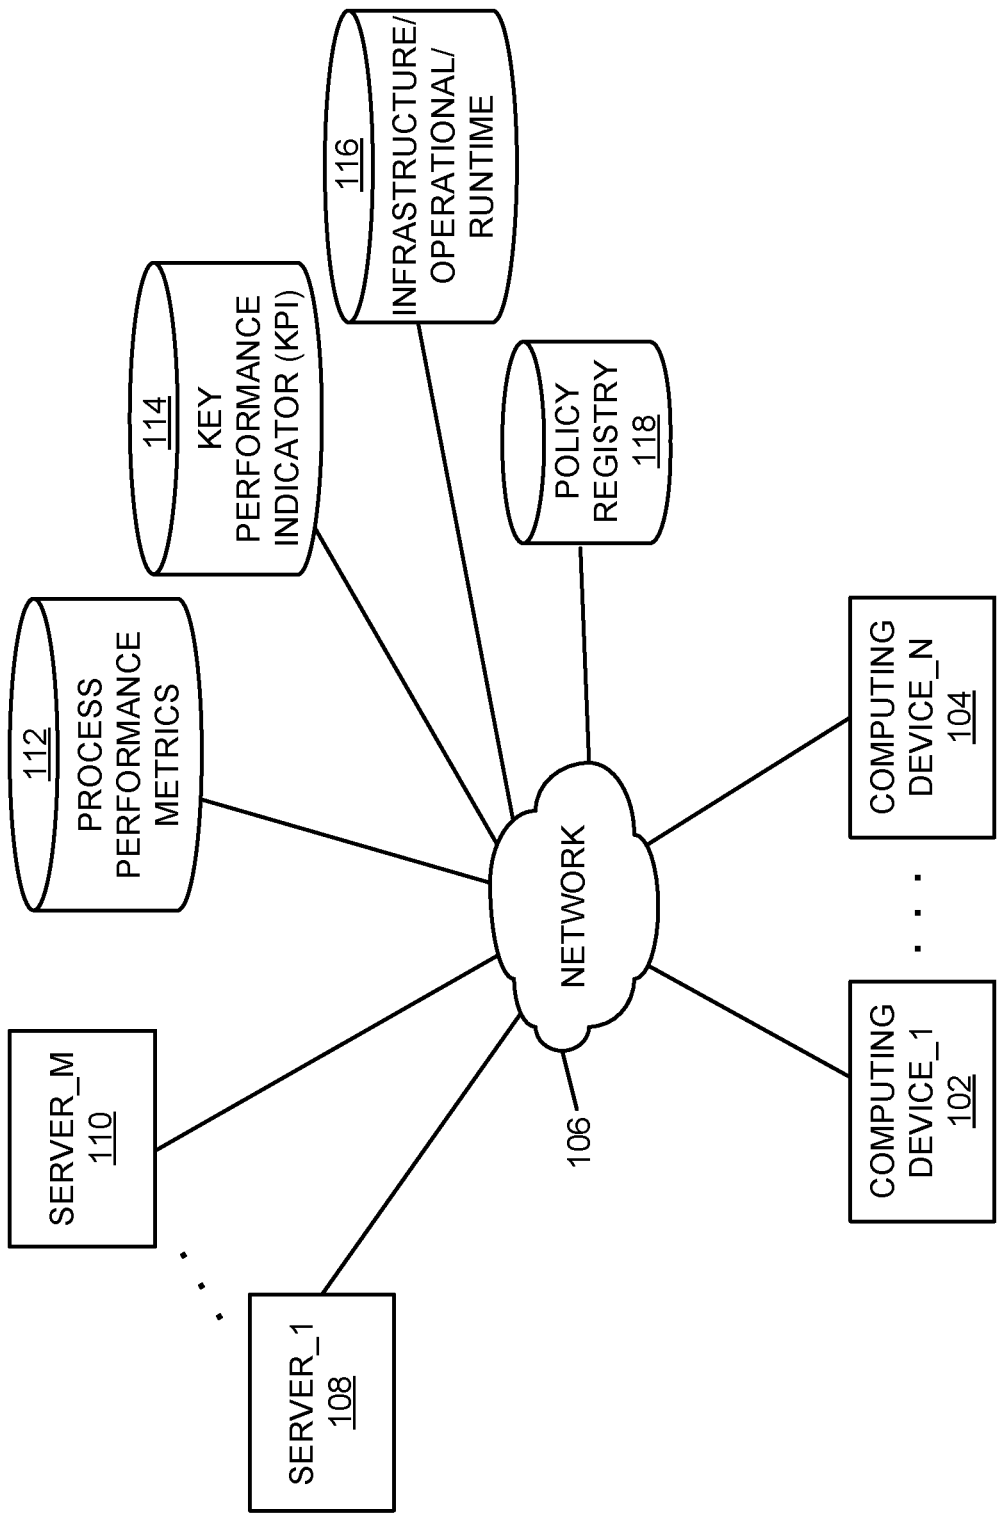 SERVER_M
110
SERVER_1
108
112
PROCESS
PERFORMANCE
METRICS
114
KEY
PERFORMANCE
INDICATOR (KPI)
116
INFRASTRUCTURE/
OPERATIONAL/
RUNTIME
POLICY
REGISTRY
118
NETWORK
106
COMPUTING
DEVICE_1
102
COMPUTING
DEVICE_N
104